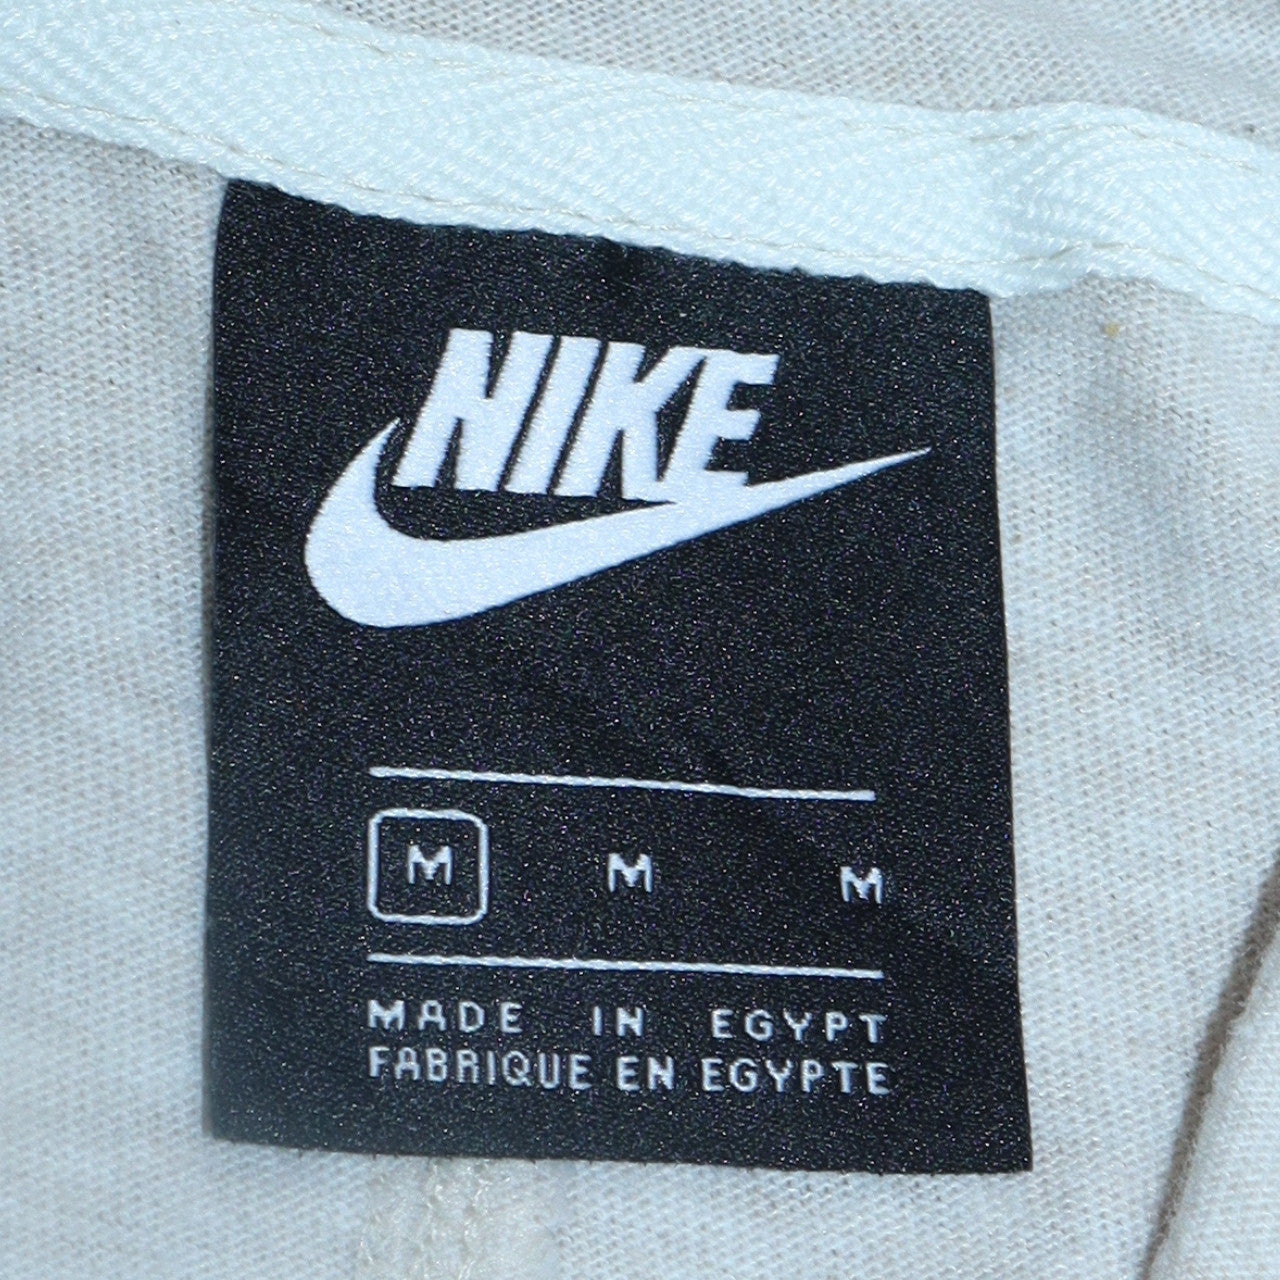 NIKE
M M M
MADE IN EGYPT
FABRIQUE EN EGYPTE